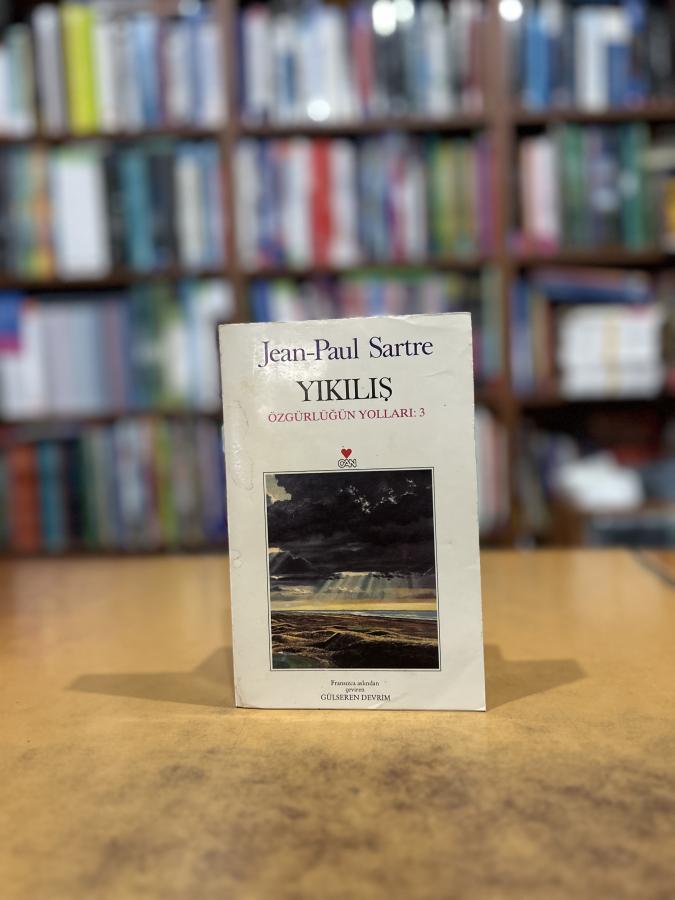 Jean-Paul Sartre
YIKILIŞ
ÖZGÜRLÜĞÜN YOLLARI: 3
CAN
Fransızca aslından
çeviren
GÜLSEREN DEVRİM